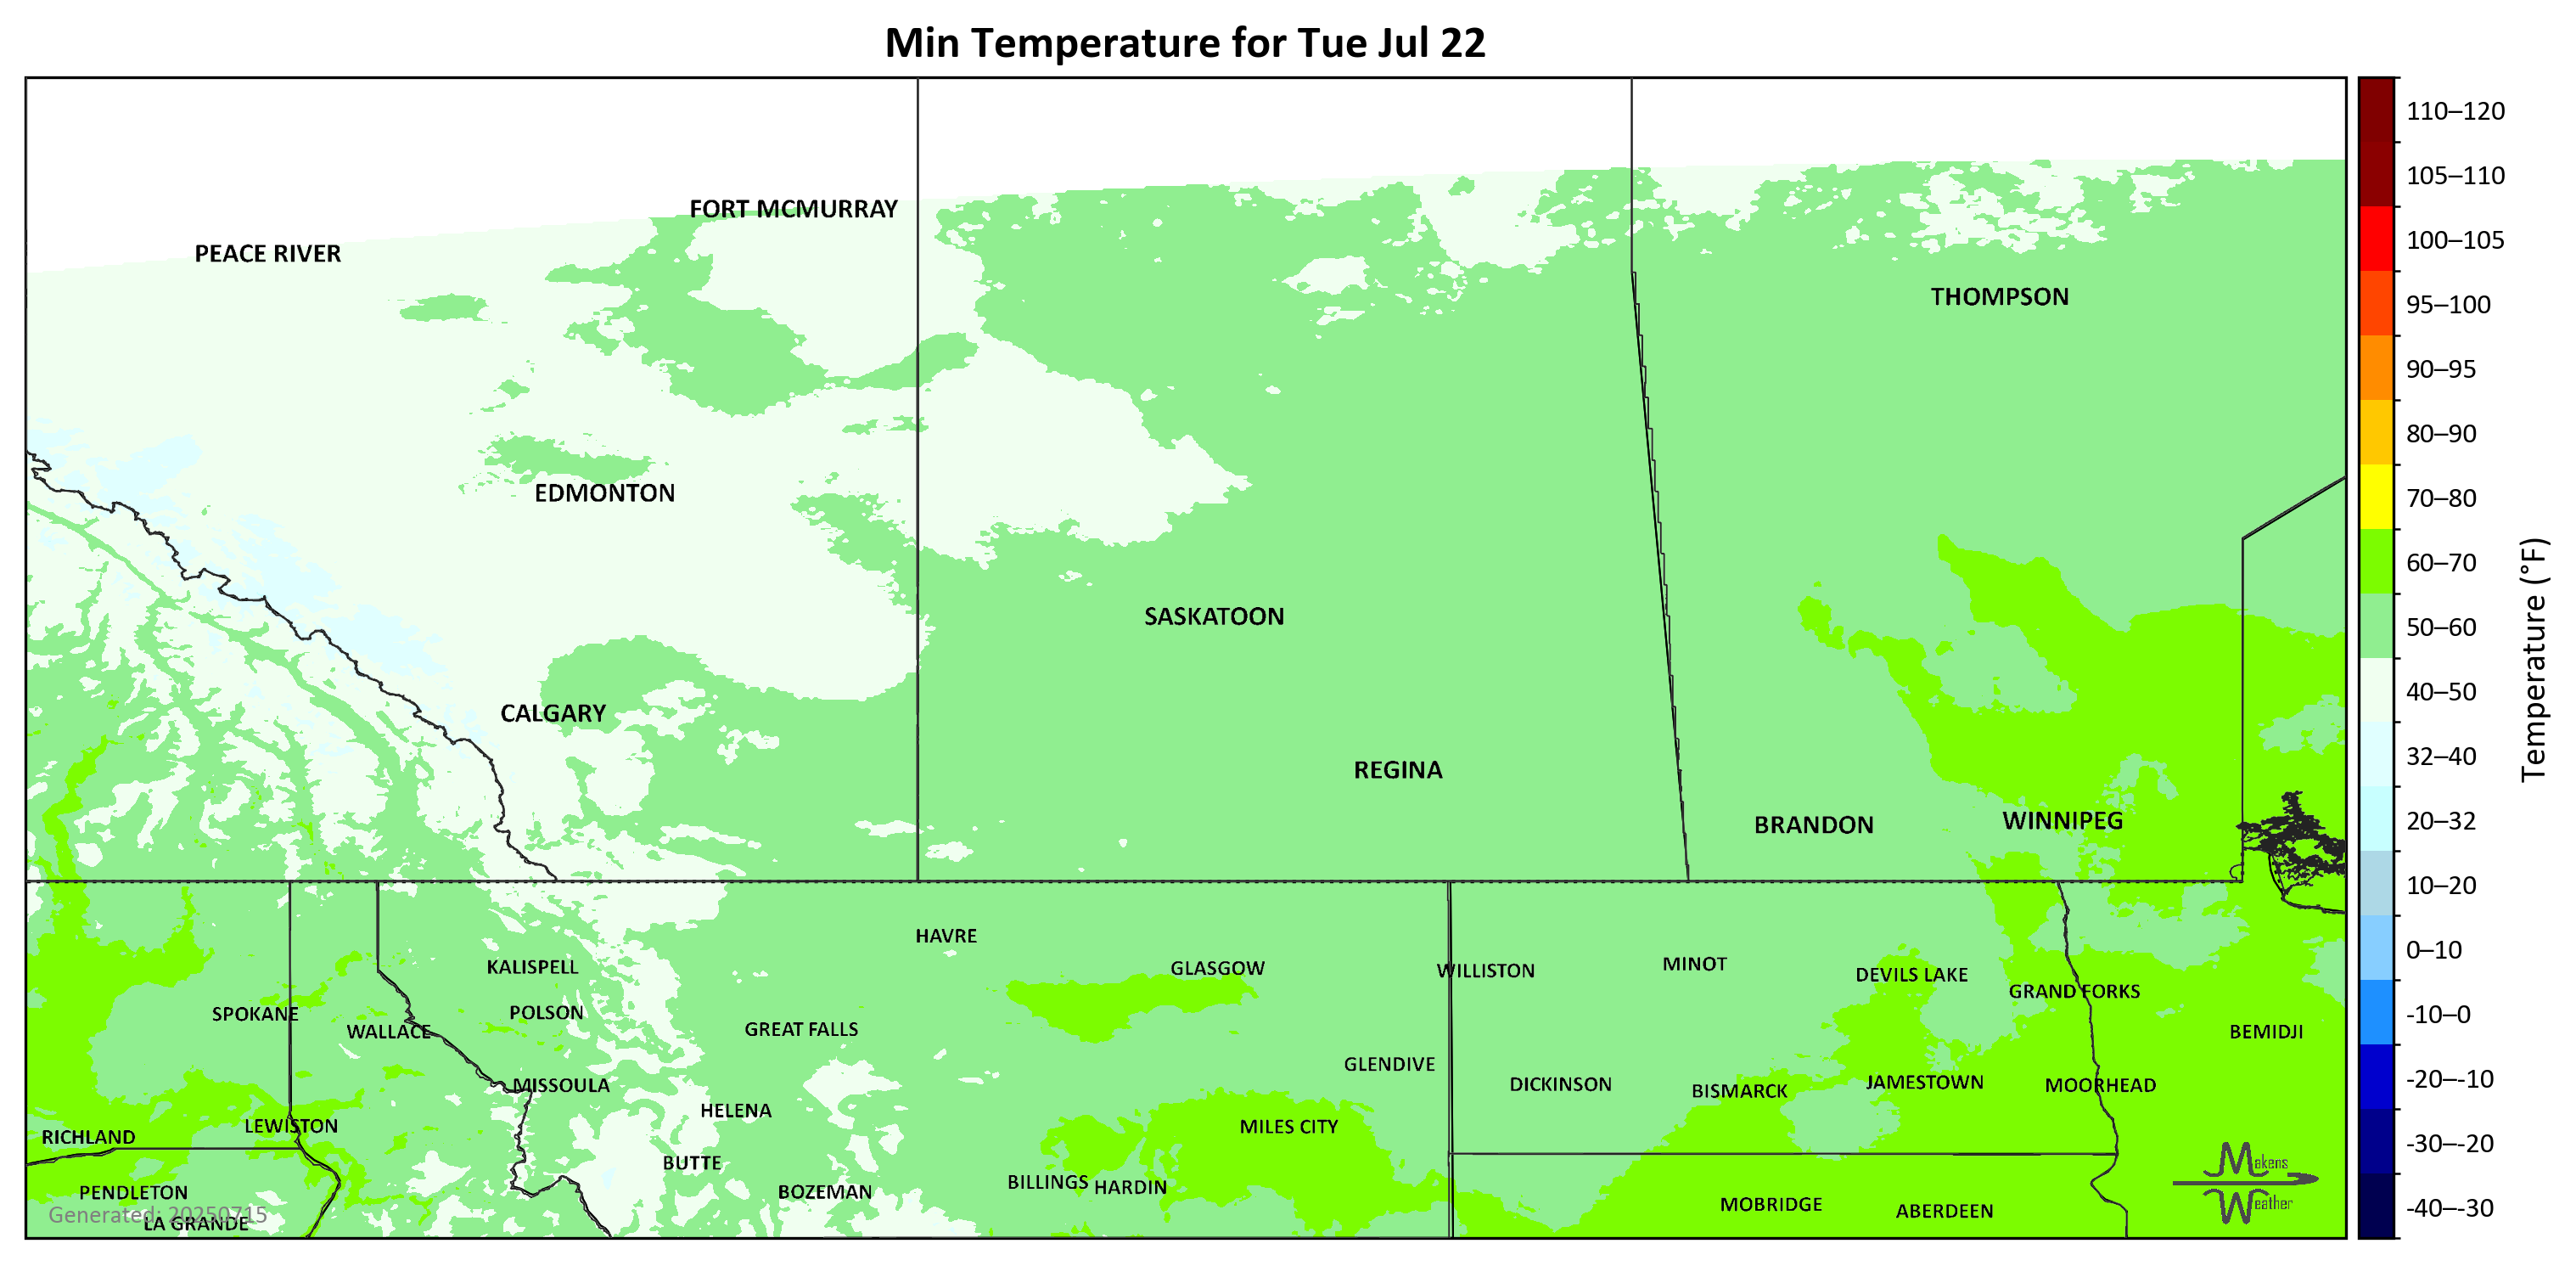 Min Temperature for Tue Jul 22
FORT MCMURRAY
PEACE RIVER
THOMPSON
EDMONTON
SASKATOON
CALGARY
REGINA
BRANDON
WINNIPEG
HAVRE
KALISPELL
GLASGOW
WILLISTON
MINOT
DEVILS LAKE
GRAND FORKS
SPOKANE
POLSON
WALLACE
GREAT FALLS
BEMIDJI
GLENDIVE
MISSOULA
DICKINSON
BISMARCK
JAMESTOWN
MOORHEAD
HELENA
LEWISTON
MILES CITY
RICHLAND
BUTTE
BILLINGS
HARDIN
PENDLETON
BOZEMAN
MOBRIDGE
ABERDEEN
LA GRANDE
Generated: 20250715
Makens
Weather
110–120
105–110
100–105
95–100
90–95
80–90
70–80
60–70
50–60
40–50
32–40
20–32
10–20
0–10
-10–0
-20–-10
-30–-20
-40–-30
Temperature (°F)